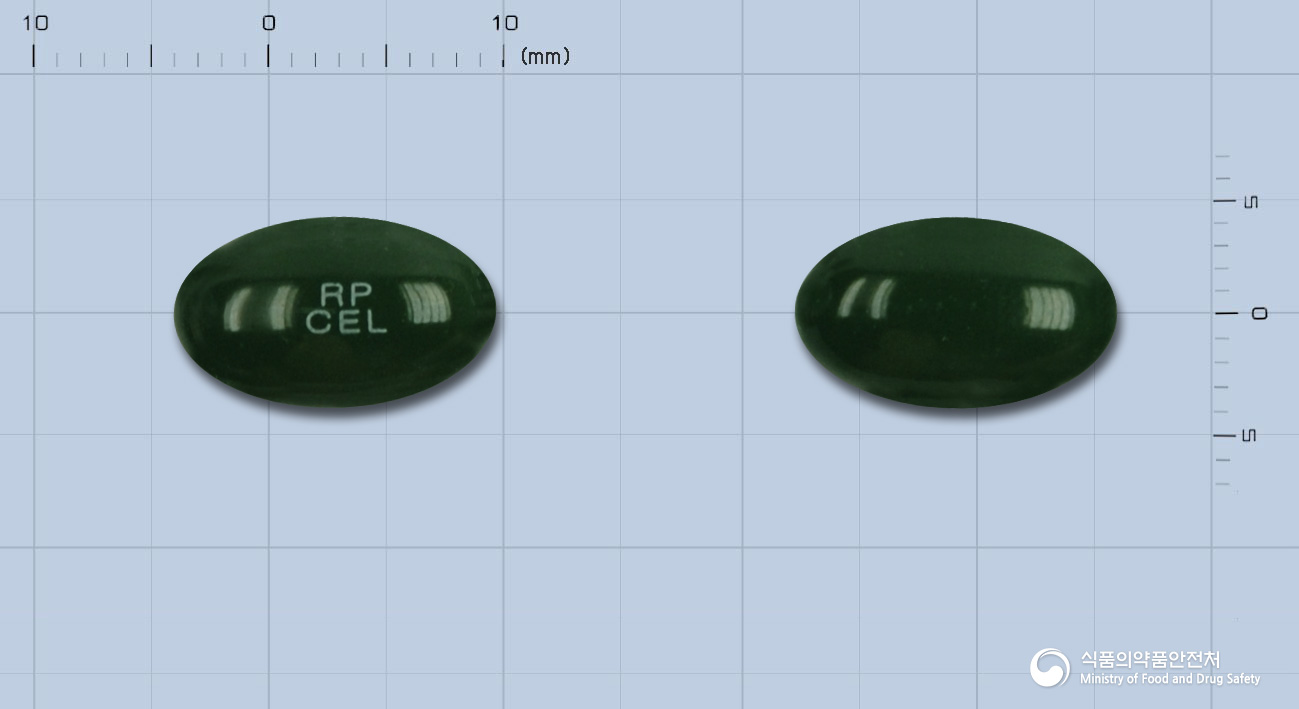 10 0 10 (mm)
RP
CEL
5
0
5
식품의약품안전처
Ministry of Food and Drug Safety